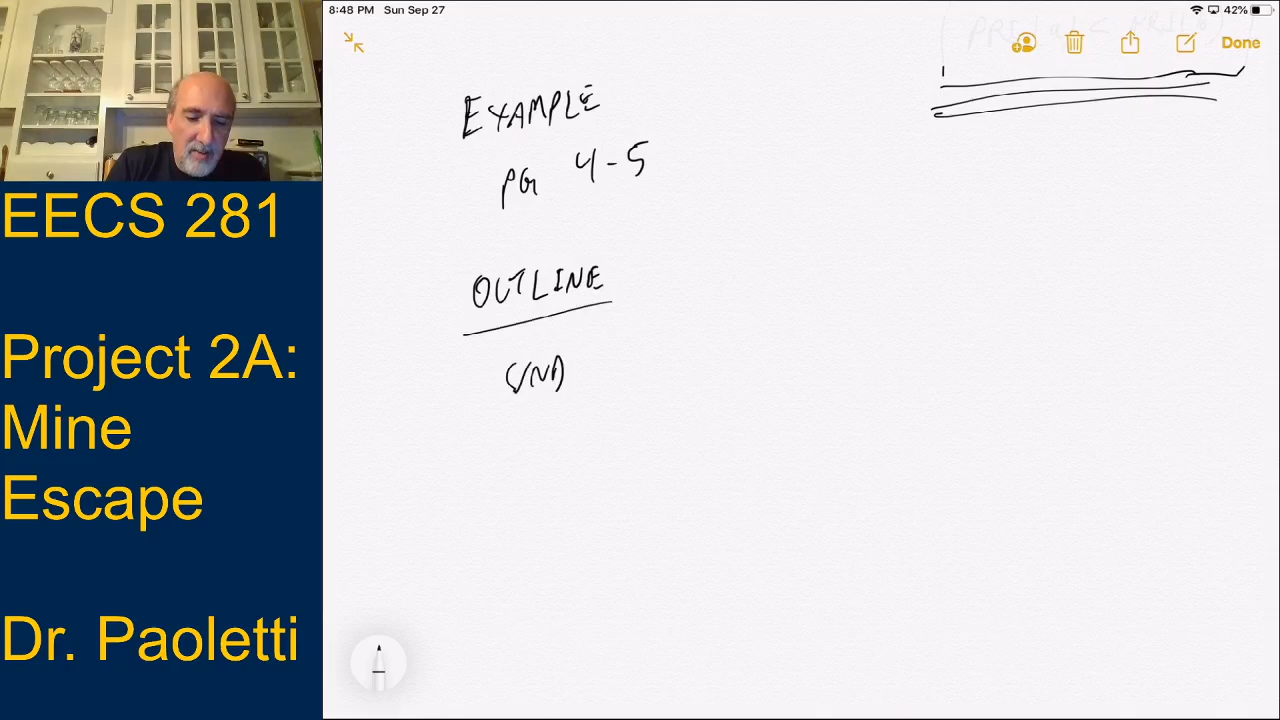 8:48 PM Sun Sep 27
42%
Done
EXAMPLE
PG 4-5
OUTLINE
EECS 281
Project 2A:
Mine
Escape
Dr. Paoletti